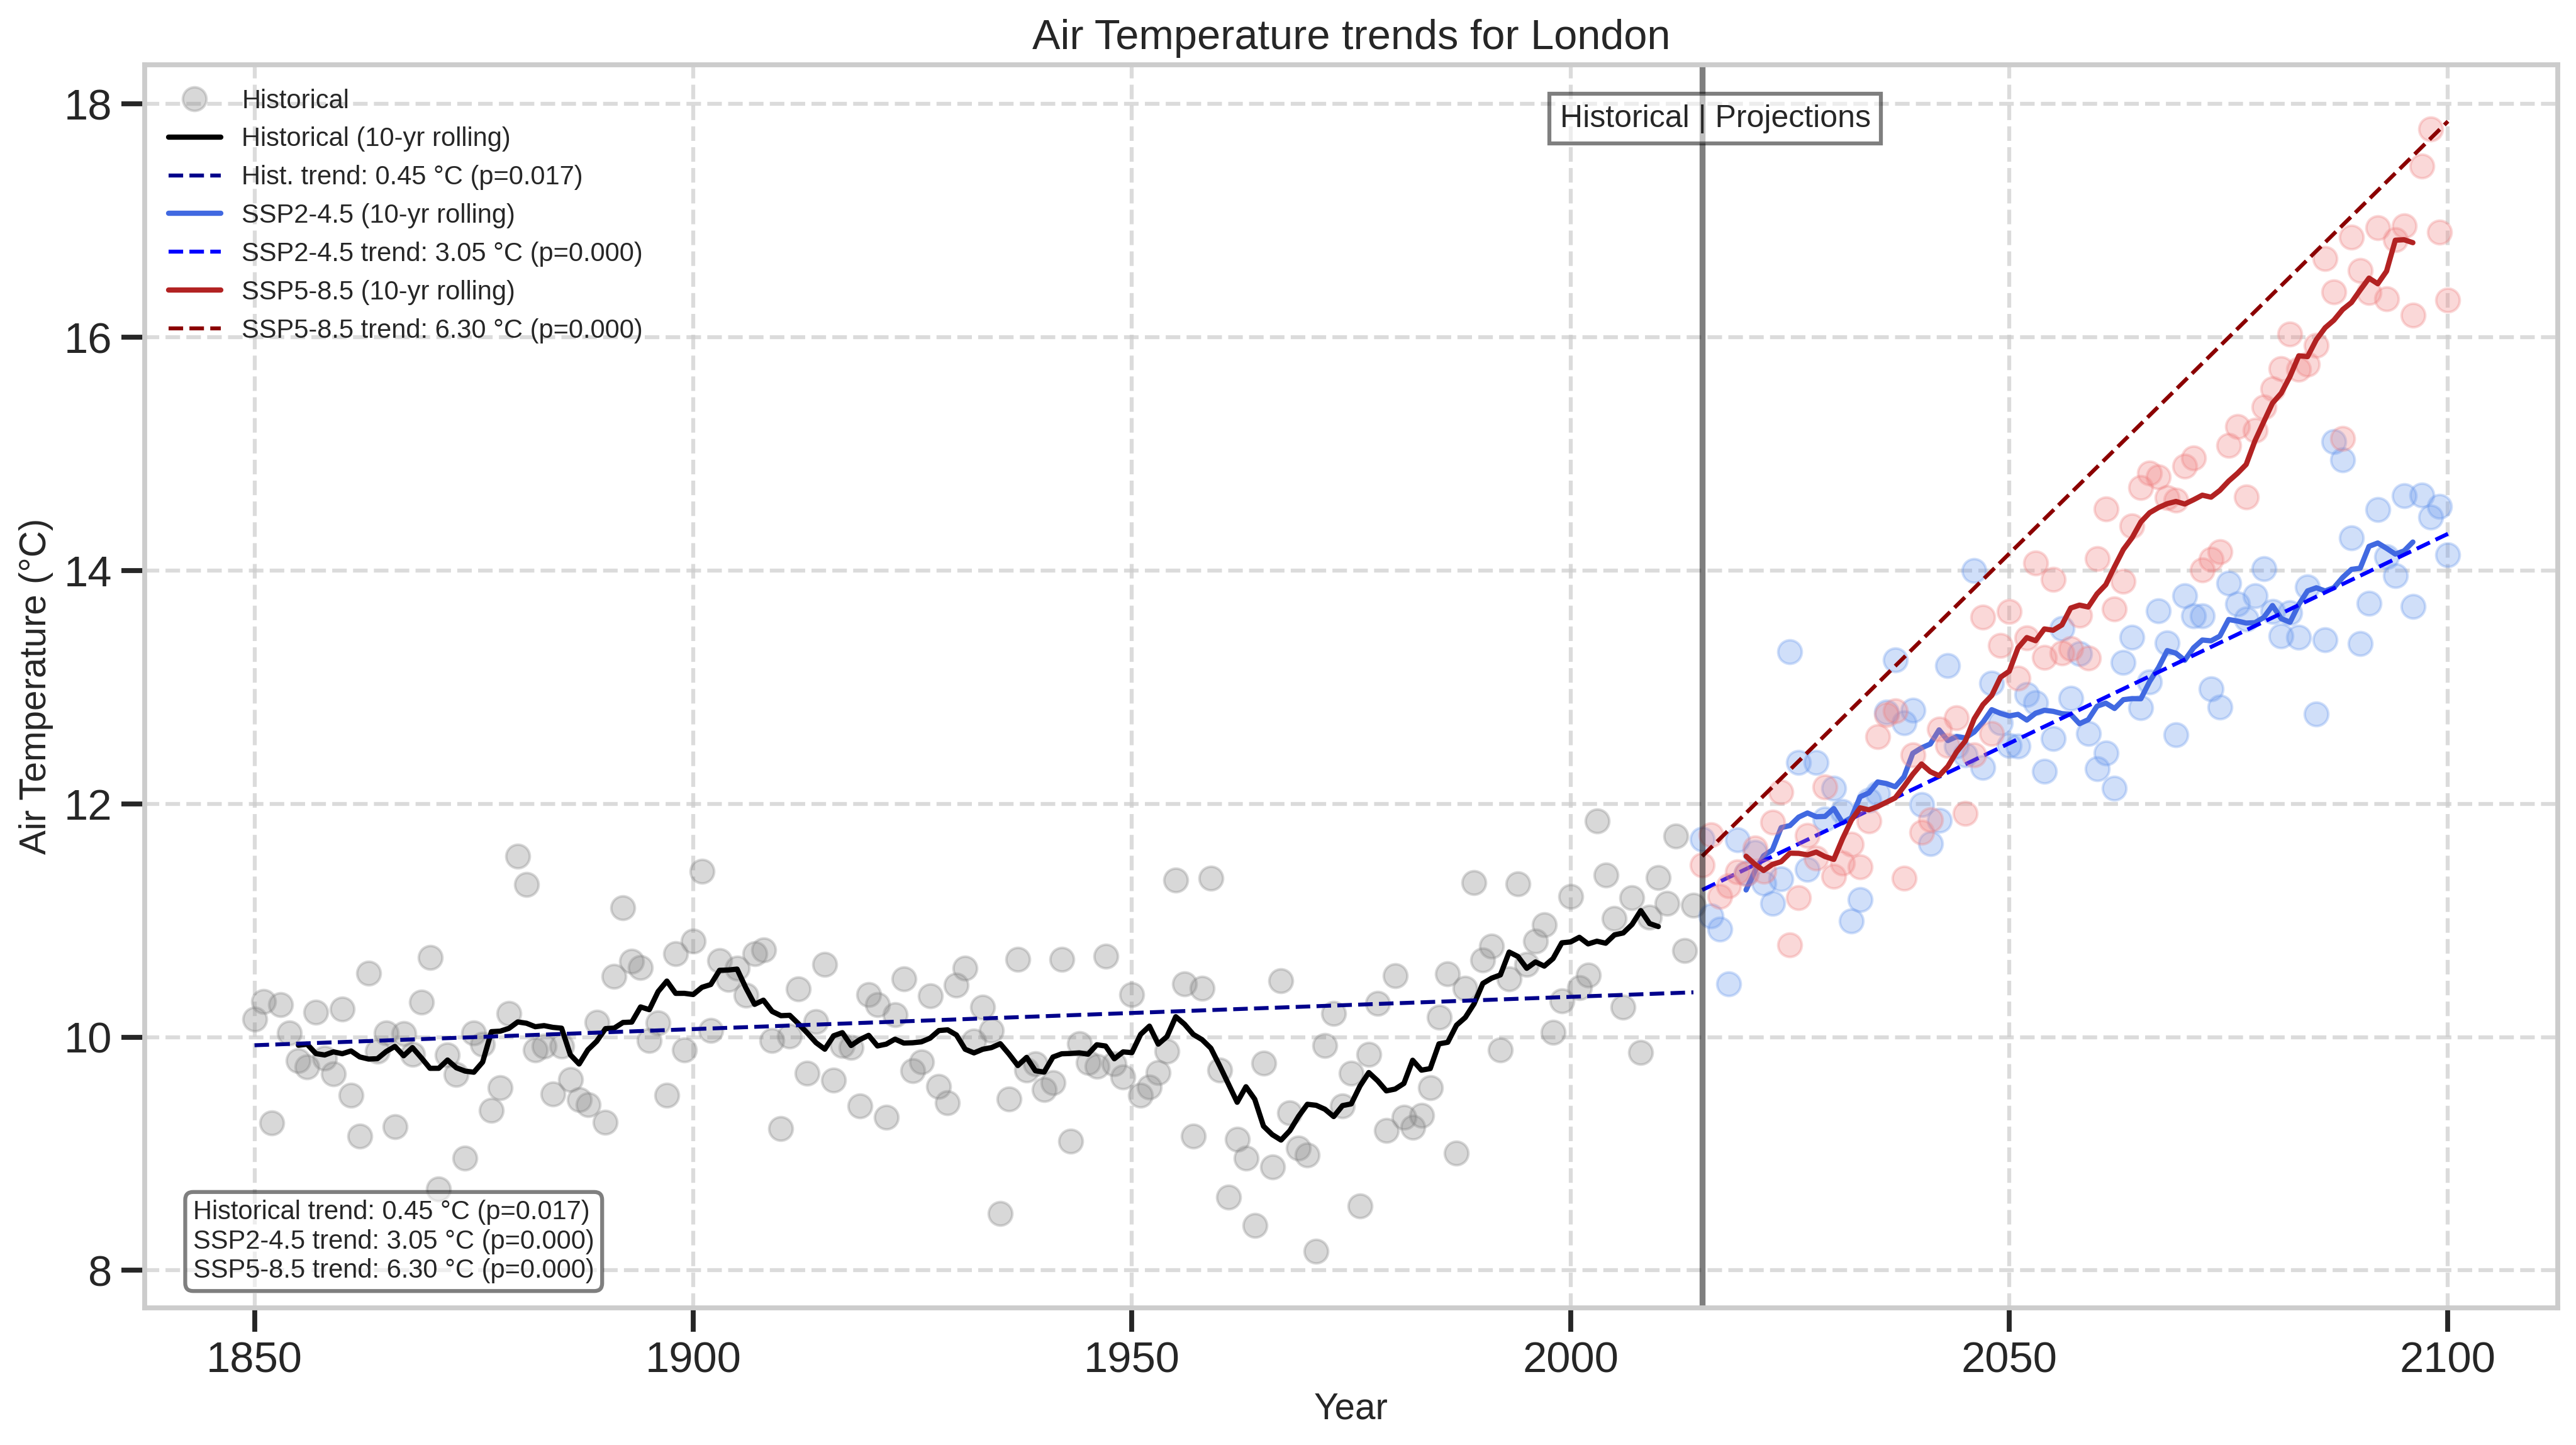 Air Temperature trends for London
Historical
Historical (10-yr rolling)
Hist. trend: 0.45 °C (p=0.017)
SSP2-4.5 (10-yr rolling)
SSP2-4.5 trend: 3.05 °C (p=0.000)
SSP5-8.5 (10-yr rolling)
SSP5-8.5 trend: 6.30 °C (p=0.000)
Historical | Projections
Air Temperature (°C)
18
16
14
12
10
8
Historical trend: 0.45 °C (p=0.017)
SSP2-4.5 trend: 3.05 °C (p=0.000)
SSP5-8.5 trend: 6.30 °C (p=0.000)
1850 1900 1950 2000 2050 2100
Year